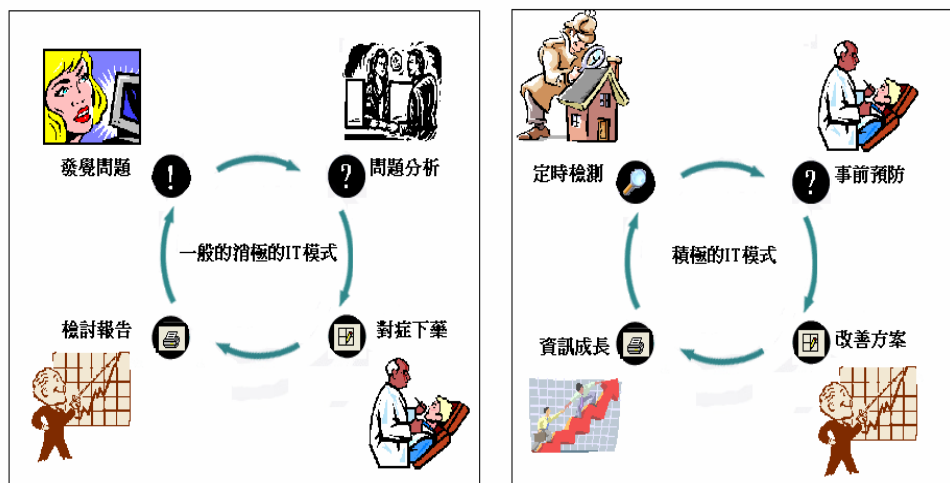 發覺問題
問題分析
一般的消極的IT模式
檢討報告
對症下藥
定時檢測
事前預防
積極的IT模式
資訊成長
改善方案